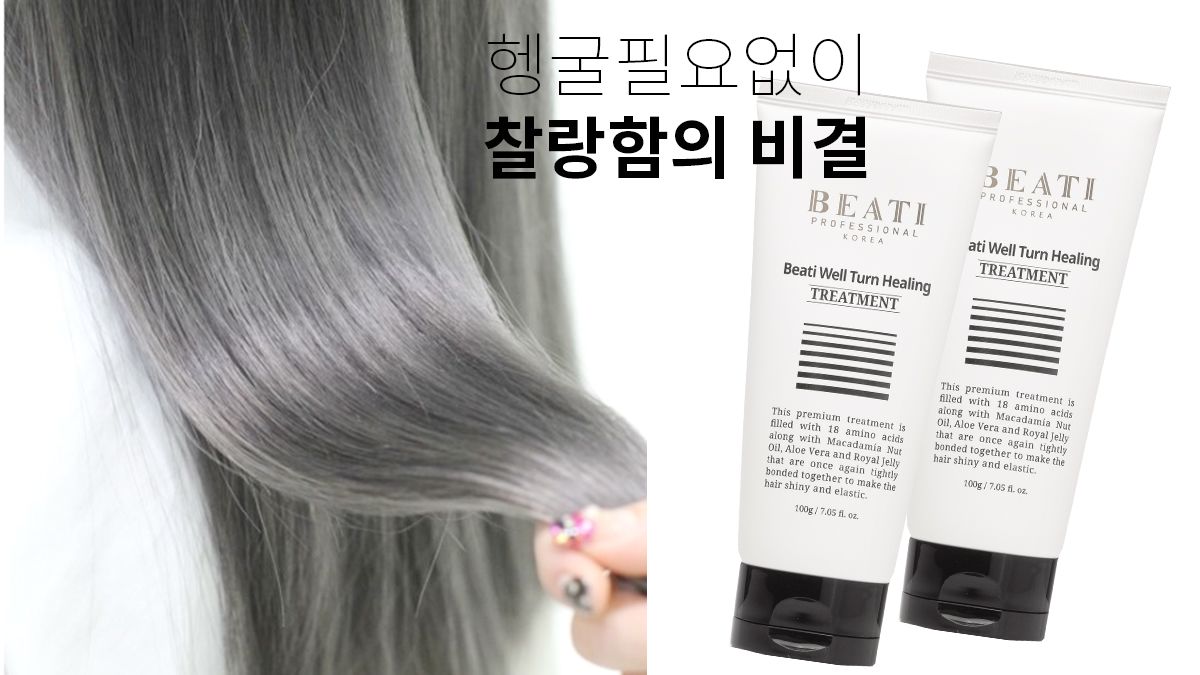 헹굴필요없이
찰랑함의 비결
BEATI
PROFESSIONAL
KOREA
Beati Well Turn Healing
TREATMENT
This premium treatment is
filled with 18 amino acids
along with Macadamia Nut
Oil, Aloe Vera and Royal Jelly
that are once again tightly
bonded together to make the
hair shiny and elastic.
100g / 7.05 fl. oz.
BEATI
PROFESSIONAL
KOREA
ati Well Turn Healing
TREATMENT
This premium treatment is
filled with 18 amino acids
along with Macadamia Nut
Oil, Aloe Vera and Royal Jelly
that are once again tightly
bonded together to make the
hair shiny and elastic.
100g / 7.05 fl. oz.